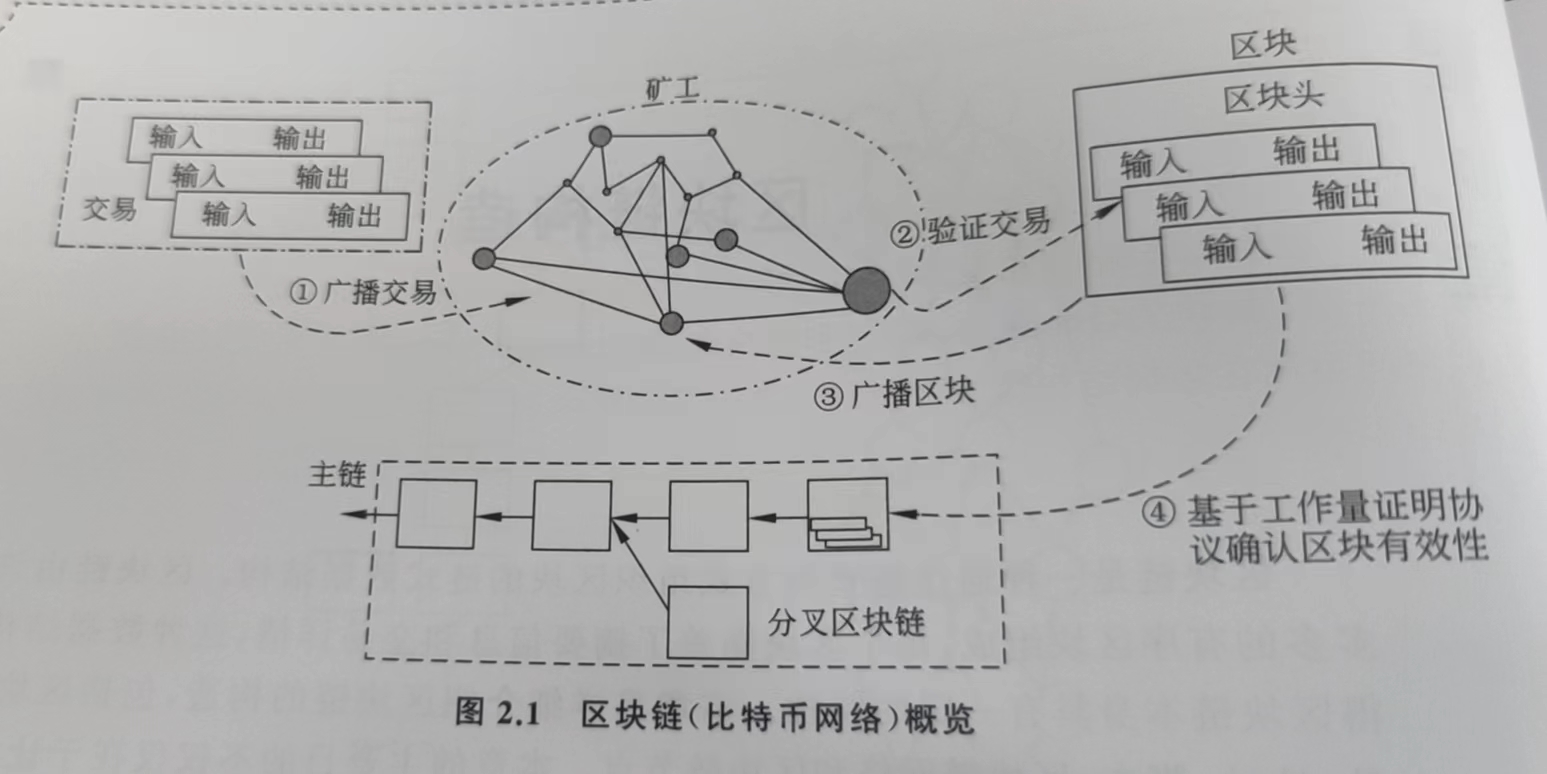 矿工
区块
区块头
输入 输出
输入 输出
交易 输入 输出
①广播交易
②验证交易
输入 输出
输入 输出
输入 输出
③广播区块
主链
④基于工作量证明协
议确认区块有效性
分叉区块链
图 2.1 区块链(比特币网络)概览